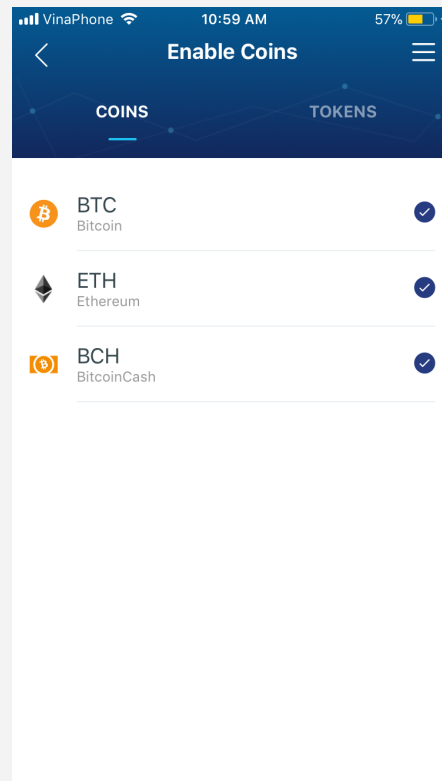 VinaPhone 10:59 AM 57%
Enable Coins
COINS TOKENS
BTC
Bitcoin
ETH
Ethereum
BCH
BitcoinCash